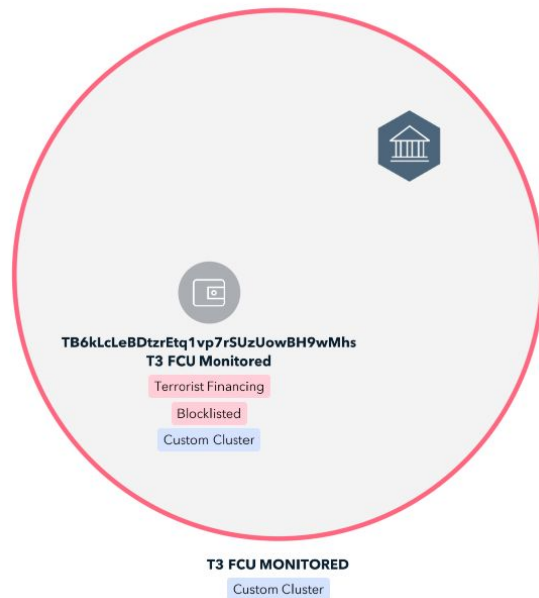 TB6kLcLeBDtzrEtq1vp7rSUzUowBH9wMhs
T3 FCU Monitored
Terrorist Financing
Blocklisted
Custom Cluster
T3 FCU MONITORED
Custom Cluster